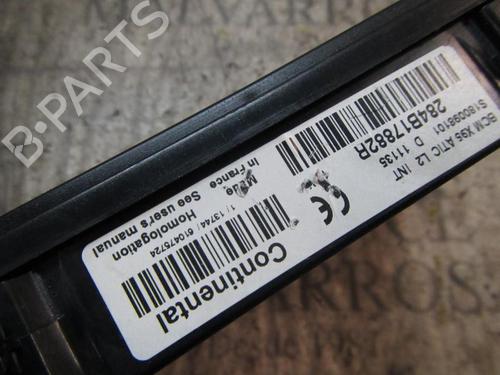 BCM X95 ATIC L2 INT
S180098101 D 11135
284B17882R
CE
Made
in France
Homologation
See User's manual
1/ 13744 / 610475724
Continental
B-PARTS